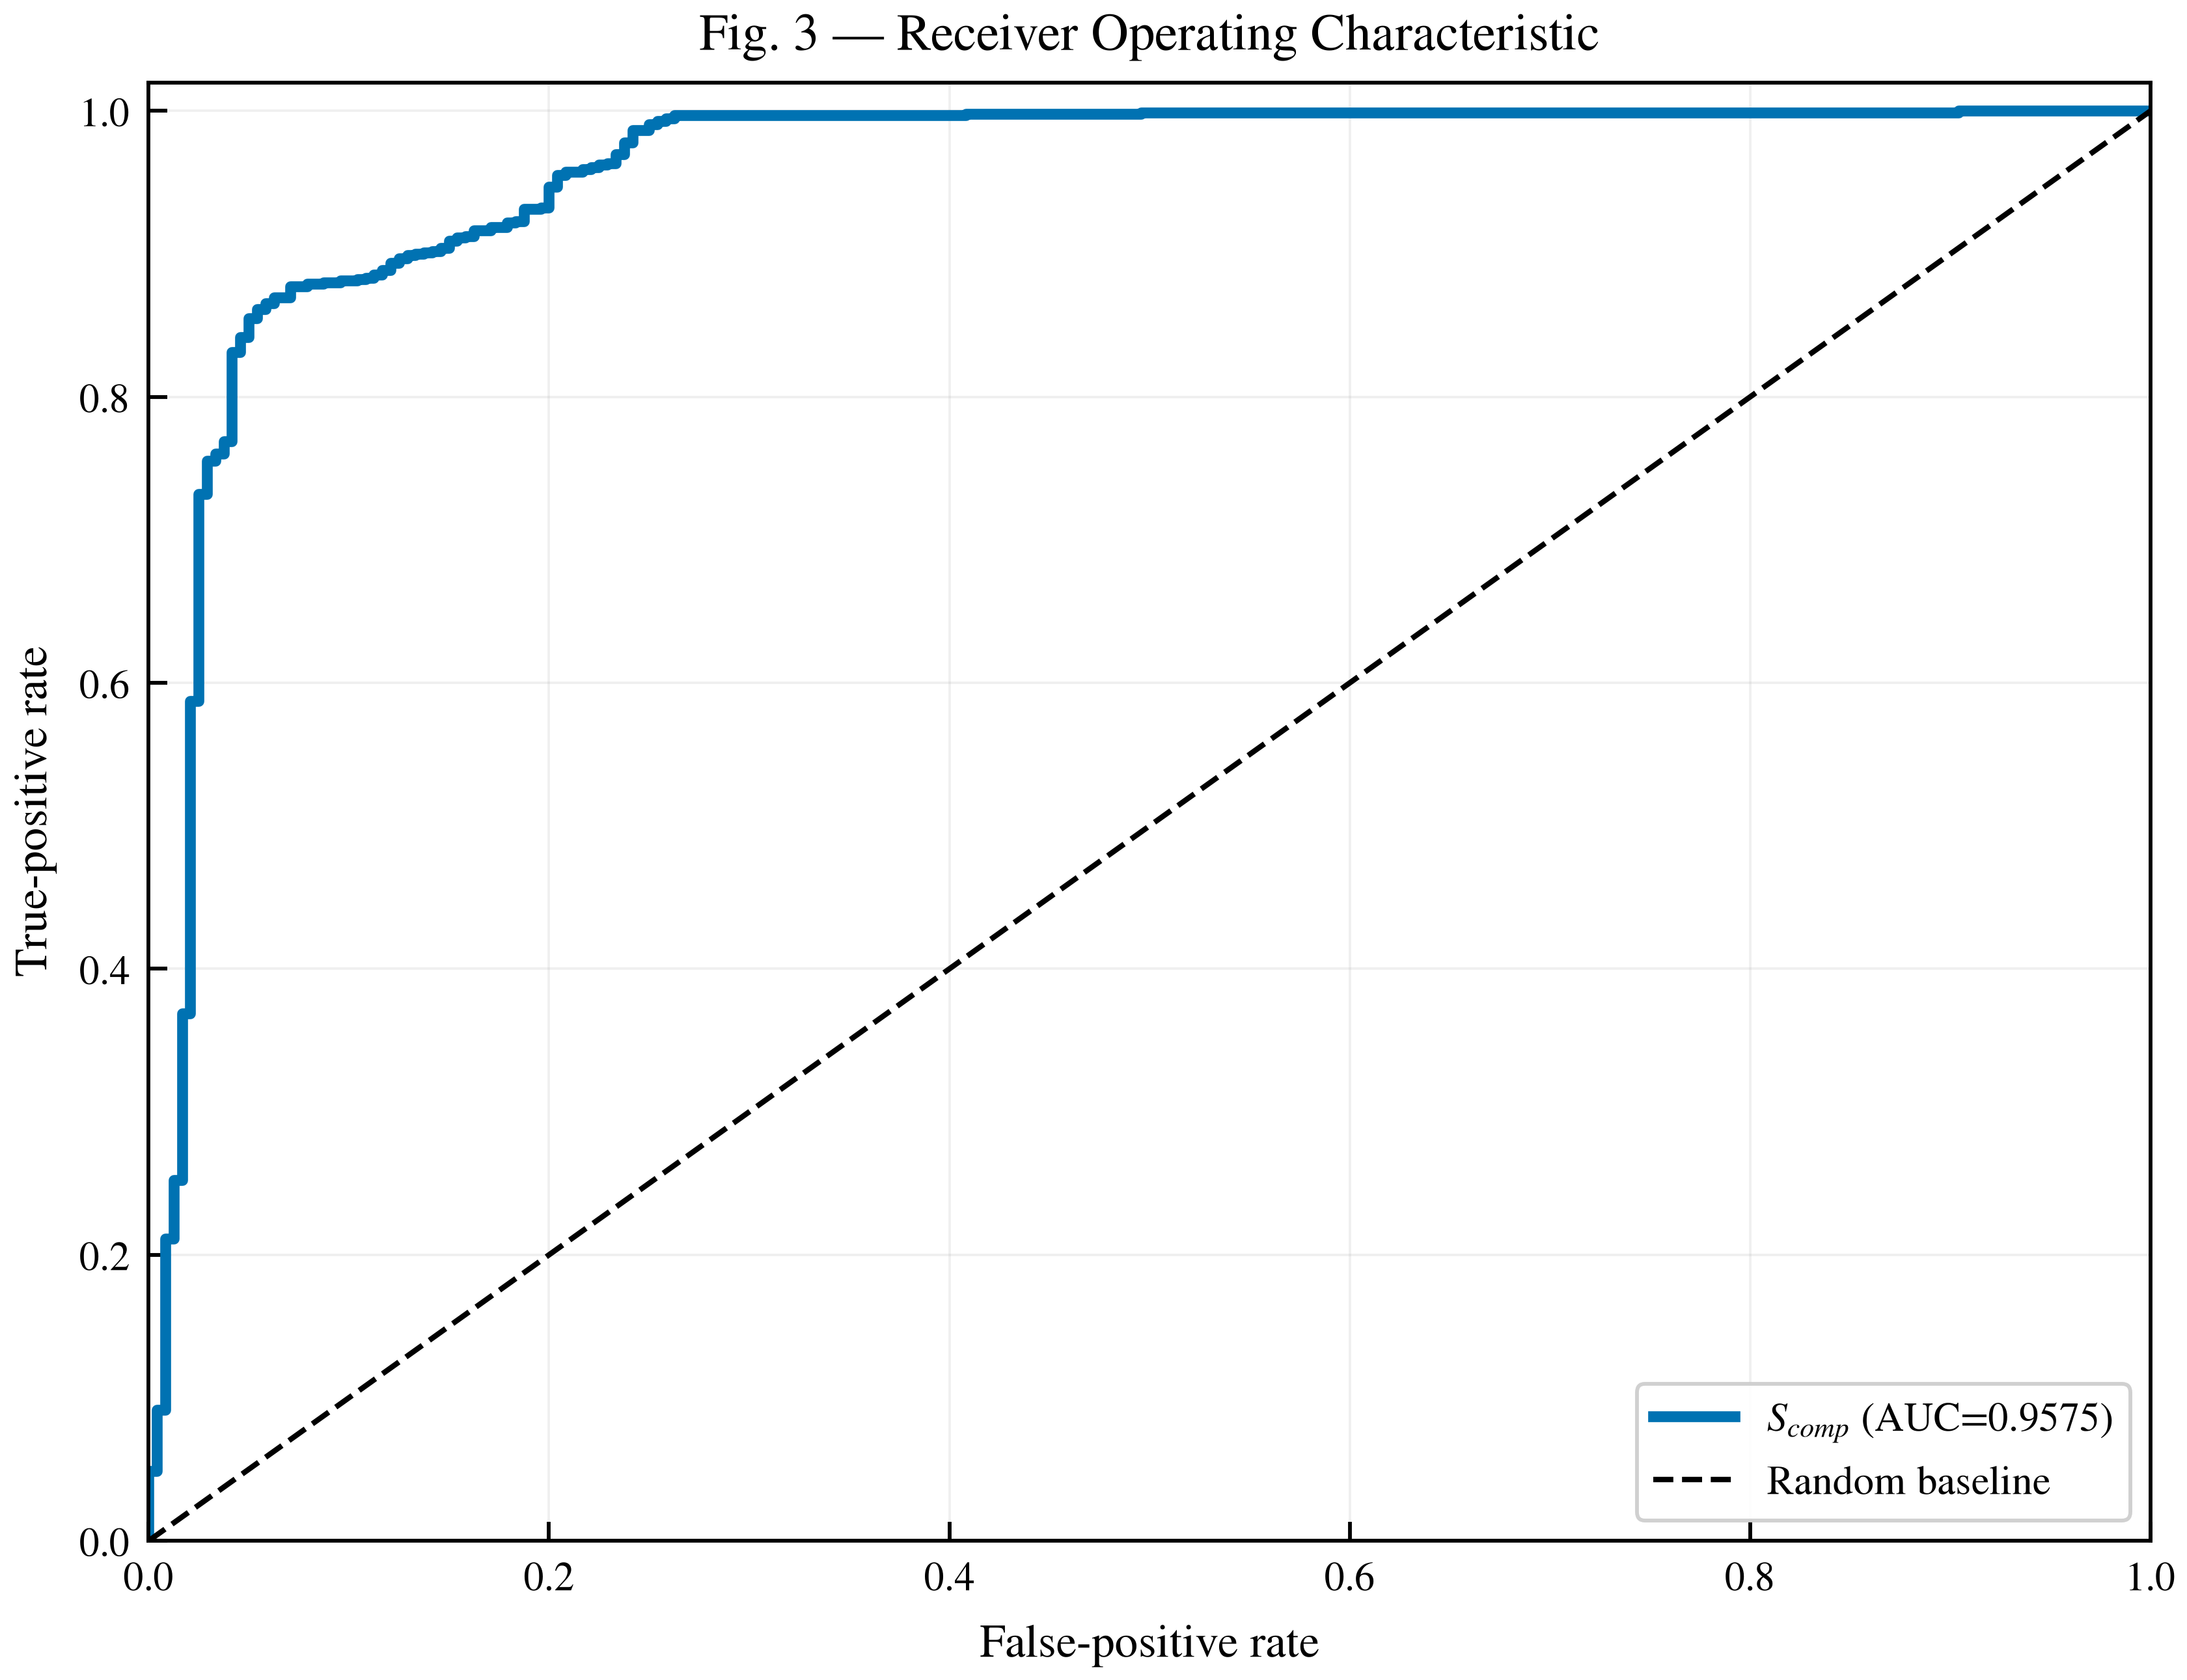 Fig. 3 — Receiver Operating Characteristic
True-positive rate
1.0
0.8
0.6
0.4
0.2
0.0
0.0 0.2 0.4 0.6 0.8 1.0
False-positive rate
S_comp (AUC=0.9575)
Random baseline